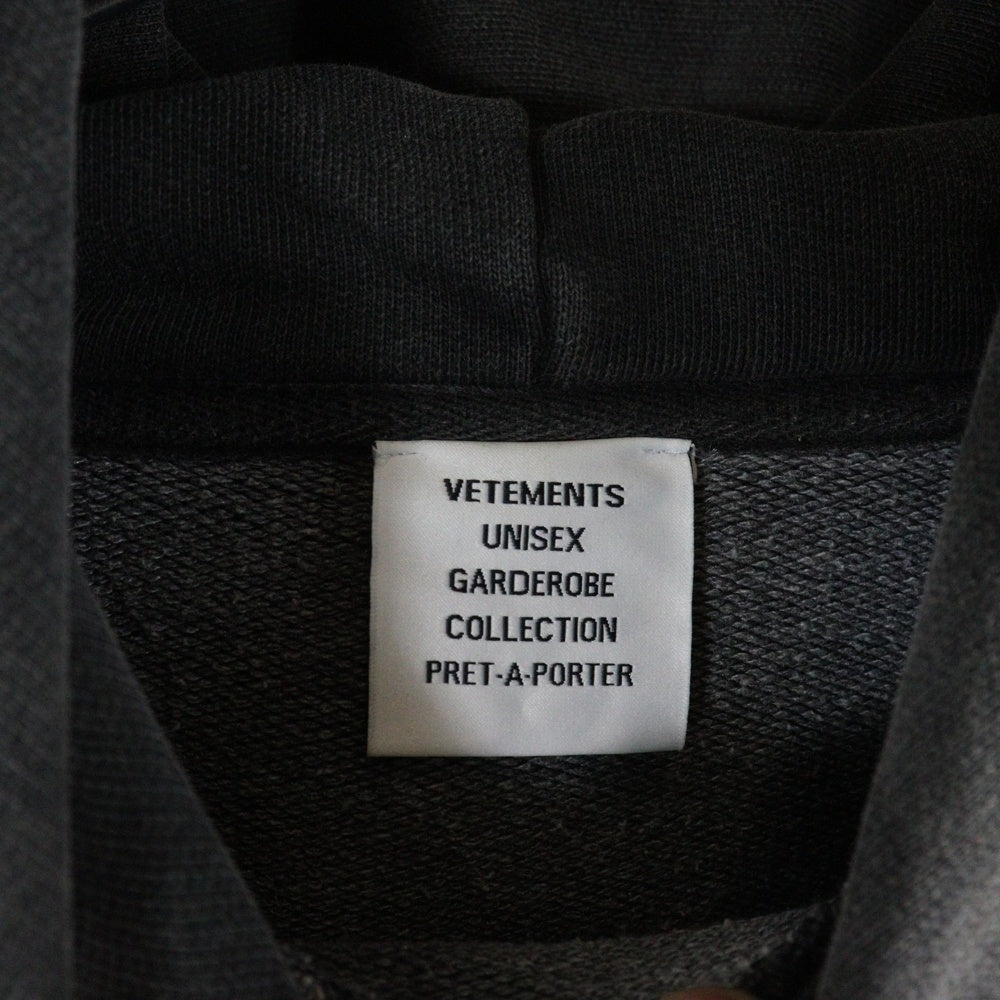 VETEMENTS
UNISEX
GARDEROBE
COLLECTION
PRET-A-PORTER